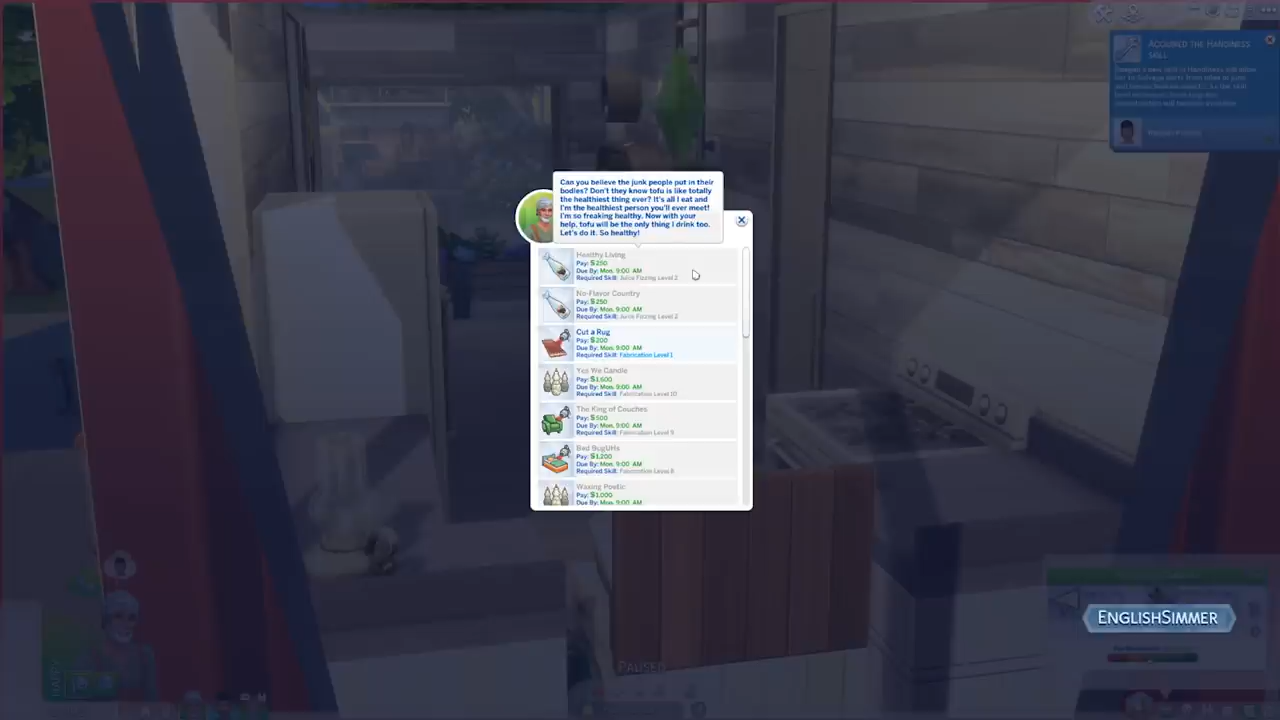 ACQUIRED THE HANDINESS
SKILL
Can you believe the junk people put in their
bodies? Don't they know tofu is like totally
the healthiest thing ever? It's all I eat and
I'm the healthiest person you'll ever meet!
I'm so freaking healthy. Now with your
help, tofu will be the only thing I drink too.
Let's do it. So healthy!
Healthy Living
Pay: $250
Due By: Mon. 9:00 AM
Required Skill: Juice Fizzing Level 2
No-Flavor Country
Pay: $250
Due By: Mon. 9:00 AM
Required Skill: Juice Fizzing Level 2
Cut a Rug
Pay: $200
Due By: Mon. 9:00 AM
Required Skill: Fabrication Level 1
Yes We Candle
Pay: $1,600
Due By: Mon. 9:00 AM
Required Skill: Fabrication Level 10
The King of Couches
Pay: $500
Due By: Mon. 9:00 AM
Required Skill: Fabrication Level 5
Bed BugUHs
Pay: $1,200
Due By: Mon. 9:00 AM
Required Skill: Fabrication Level 8
Waxing Poetic
Pay: $1,000
Due By: Mon. 9:00 AM
ENGLISHSIMMER
PAUSED
HAPPY